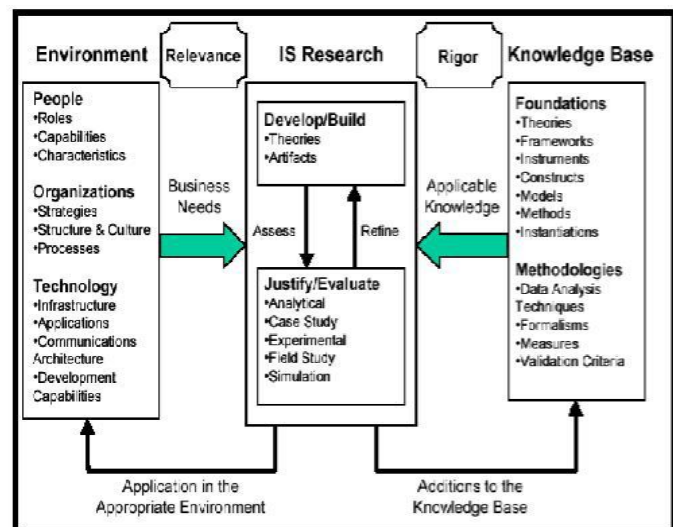 Environment
Relevance
IS Research
Rigor
Knowledge Base
People
•Roles
•Capabilities
•Characteristics
Organizations
•Strategies
•Structure & Culture
•Processes
Technology
•Infrastructure
•Applications
•Communications
Architecture
•Development
Capabilities
Business
Needs
Develop/Build
•Theories
•Artifacts
Assess
Refine
Justify/Evaluate
•Analytical
•Case Study
•Experimental
•Field Study
•Simulation
Applicable
Knowledge
Foundations
•Theories
•Frameworks
•Instruments
•Constructs
•Models
•Methods
•Instantiations
Methodologies
•Data Analysis
Techniques
•Formalisms
•Measures
•Validation Criteria
Application in the
Appropriate Environment
Additions to the
Knowledge Base